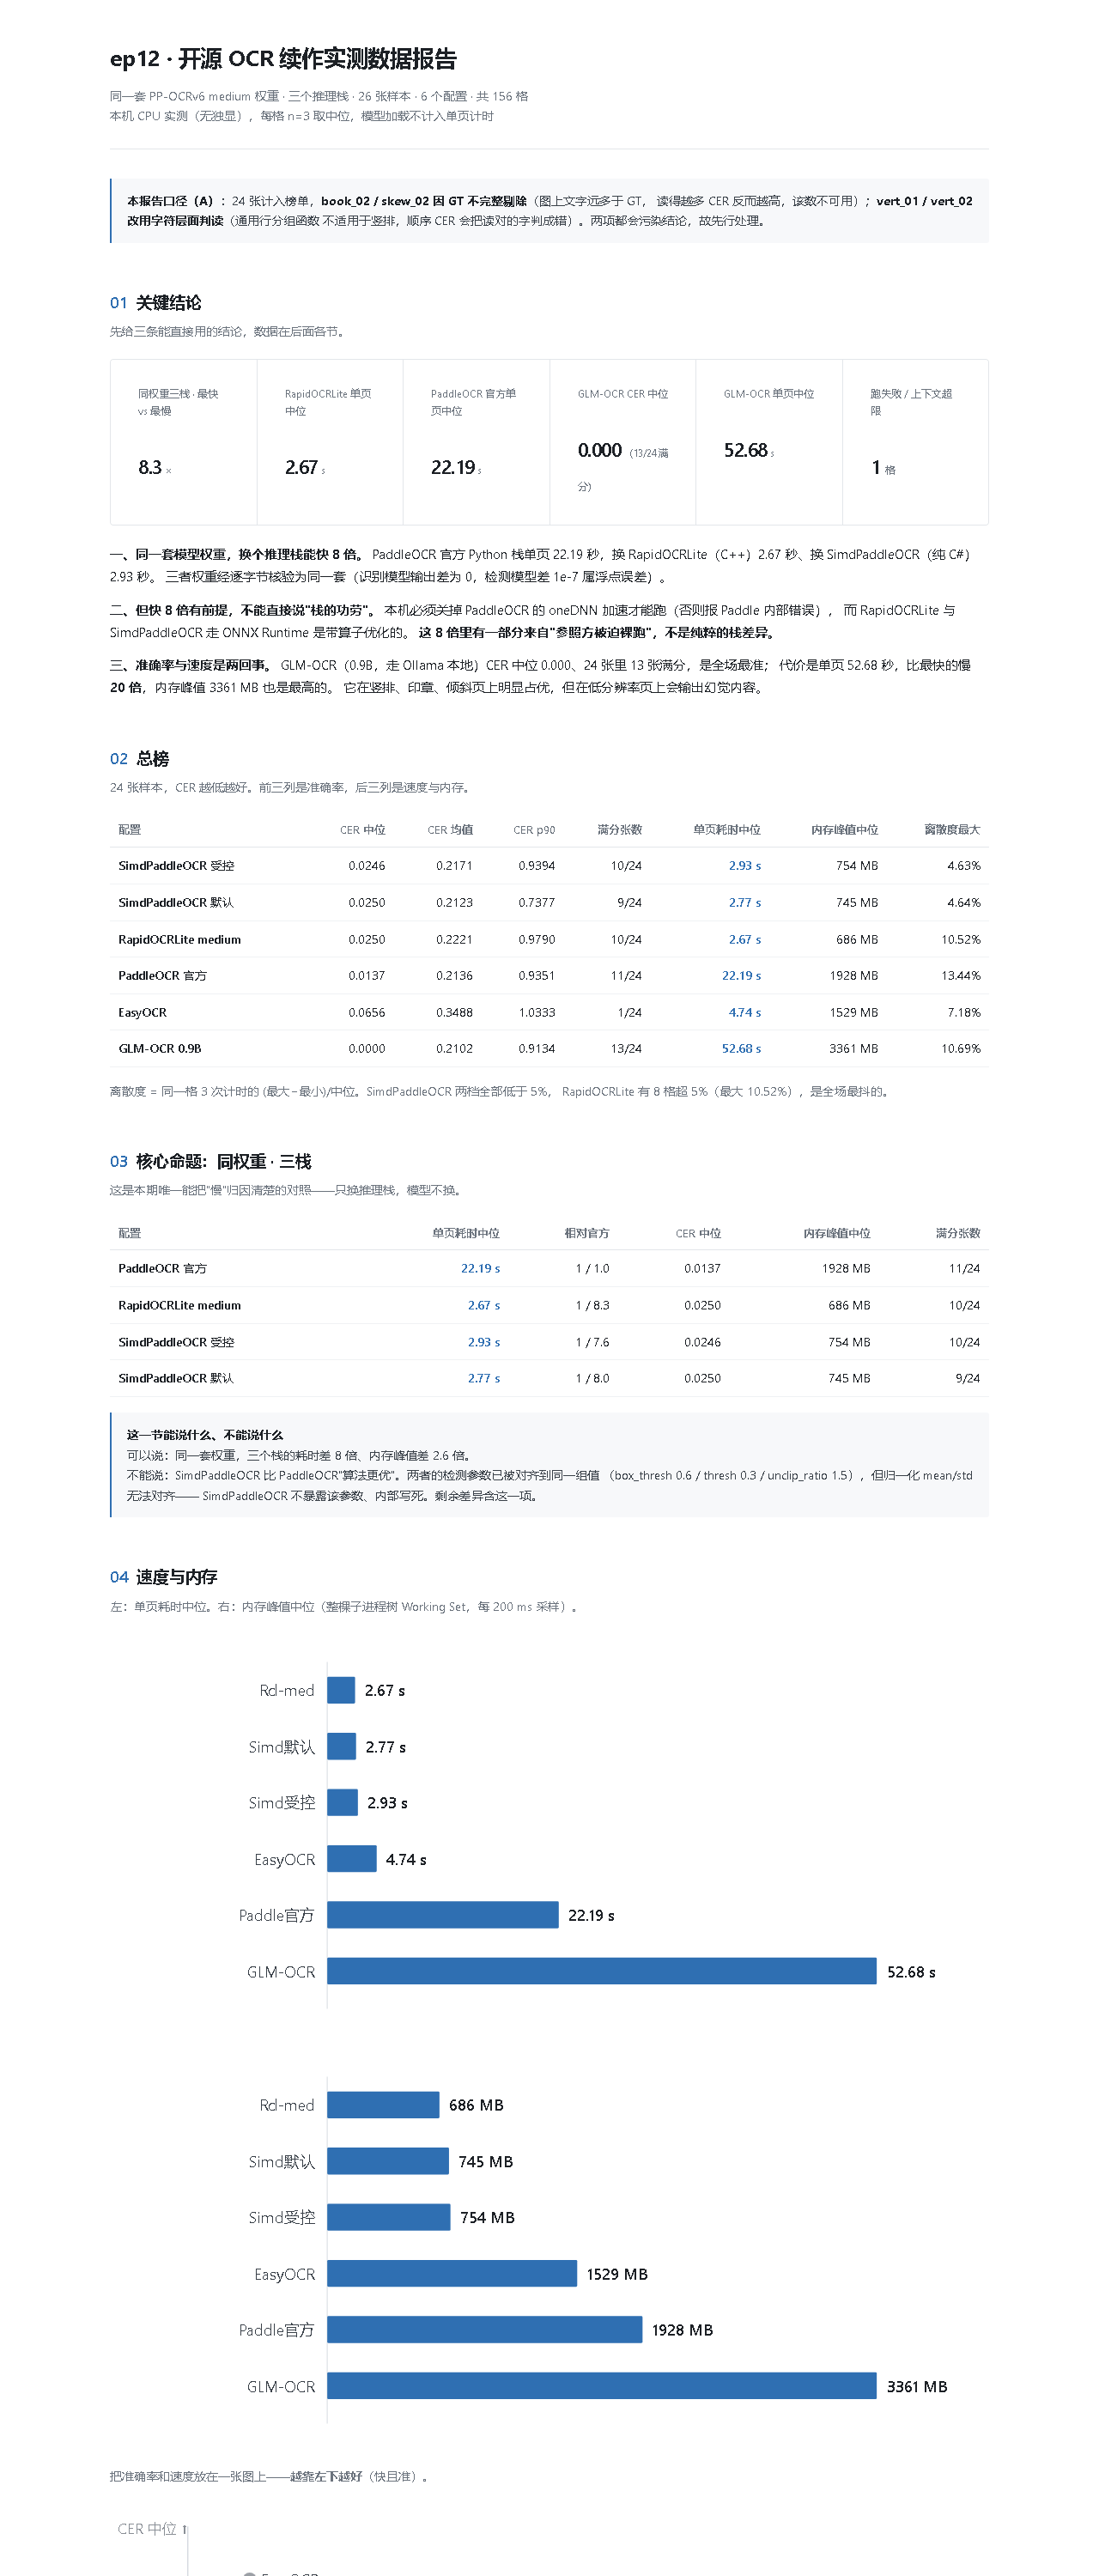 ep12 · 开源 OCR 续作实测数据报告
同一套 PP-OCRv6 medium 权重 · 三个推理栈 · 26 张样本 · 6 个配置 · 共 156 格
本机 CPU 实测（无独显），每格 n=3 取中位，模型加载不计入单页计时
本报告口径（A）：24 张计入榜单，book_02 / skew_02 因 GT 不完整剔除（图上文字远多于 GT， 读得越多 CER 反而越高，该数不可用）；vert_01 / vert_02
改用字符层面判读（通用行分组函数 不适用于竖排，顺序 CER 会把读对的字判成错）。两项都会污染结论，故先行处理。
01 关键结论
先给三条能直接用的结论，数据在后面各节。
同权重三栈 · 最快
vs 最慢
8.3 ×
RapidOCRLite 单页
中位
2.67 s
PaddleOCR 官方单
页中位
22.19 s
GLM-OCR CER 中位
0.000 （13/24满
分）
GLM-OCR 单页中位
52.68 s
跑失败 / 上下文超
限
1 格
一、同一套模型权重，换个推理栈能快 8 倍。 PaddleOCR 官方 Python 栈单页 22.19 秒，换 RapidOCRLite（C++）2.67 秒、换 SimdPaddleOCR（纯 C#）
2.93 秒。 三者权重经逐字节核验为同一套（识别模型输出差为 0，检测模型差 1e-7 属浮点误差）。
二、但快 8 倍有前提，不能直接说"栈的功劳"。 本机必须关掉 PaddleOCR 的 oneDNN 加速才能跑（否则报 Paddle 内部错误）， 而 RapidOCRLite 与
SimdPaddleOCR 走 ONNX Runtime 是带算子优化的。 这 8 倍里有一部分来自"参照方被迫裸跑"，不是纯粹的栈差异。
三、准确率与速度是两回事。 GLM-OCR（0.9B，走 Ollama 本地）CER 中位 0.000、24 张里 13 张满分，是全场最准； 代价是单页 52.68 秒，比最快的慢
20 倍，内存峰值 3361 MB 也是最高的。 它在竖排、印章、倾斜页上明显占优，但在低分辨率页上会输出幻觉内容。
02 总榜
24 张样本，CER 越低越好。前三列是准确率，后三列是速度与内存。
配置 CER 中位 CER 均值 CER p90 满分张数 单页耗时中位 内存峰值中位 离散度最大
SimdPaddleOCR 受控 0.0246 0.2171 0.9394 10/24 2.93 s 754 MB 4.63%
SimdPaddleOCR 默认 0.0250 0.2123 0.7377 9/24 2.77 s 745 MB 4.64%
RapidOCRLite medium 0.0250 0.2221 0.9790 10/24 2.67 s 686 MB 10.52%
PaddleOCR 官方 0.0137 0.2136 0.9351 11/24 22.19 s 1928 MB 13.44%
EasyOCR 0.0656 0.3488 1.0333 1/24 4.74 s 1529 MB 7.18%
GLM-OCR 0.9B 0.0000 0.2102 0.9134 13/24 52.68 s 3361 MB 10.69%
离散度 = 同一格 3 次计时的 (最大−最小)/中位。SimdPaddleOCR 两档全部低于 5%， RapidOCRLite 有 8 格超 5%（最大 10.52%），是全场最抖的。
03 核心命题：同权重 · 三栈
这是本期唯一能把"慢"归因清楚的对照——只换推理栈，模型不换。
配置 单页耗时中位 相对官方 CER 中位 内存峰值中位 满分张数
PaddleOCR 官方 22.19 s 1 / 1.0 0.0137 1928 MB 11/24
RapidOCRLite medium 2.67 s 1 / 8.3 0.0250 686 MB 10/24
SimdPaddleOCR 受控 2.93 s 1 / 7.6 0.0246 754 MB 10/24
SimdPaddleOCR 默认 2.77 s 1 / 8.0 0.0250 745 MB 9/24
这一节能说什么、不能说什么
可以说：同一套权重，三个栈的耗时差 8 倍、内存峰值差 2.6 倍。
不能说：SimdPaddleOCR 比 PaddleOCR"算法更优"。两者的检测参数已被对齐到同一组值 （box_thresh 0.6 / thresh 0.3 / unclip_ratio 1.5），但归一化 mean/std
无法对齐—— SimdPaddleOCR 不暴露该参数、内部写死。剩余差异含这一项。
04 速度与内存
左：单页耗时中位。右：内存峰值中位（整棵子进程树 Working Set，每 200 ms 采样）。
Rd-med 2.67 s
Simd默认 2.77 s
Simd受控 2.93 s
EasyOCR 4.74 s
Paddle官方 22.19 s
GLM-OCR 52.68 s
Rd-med 686 MB
Simd默认 745 MB
Simd受控 754 MB
EasyOCR 1529 MB
Paddle官方 1928 MB
GLM-OCR 3361 MB
把准确率和速度放在一张图上——越靠左下越好（快且准）。
CER 中位 ↑